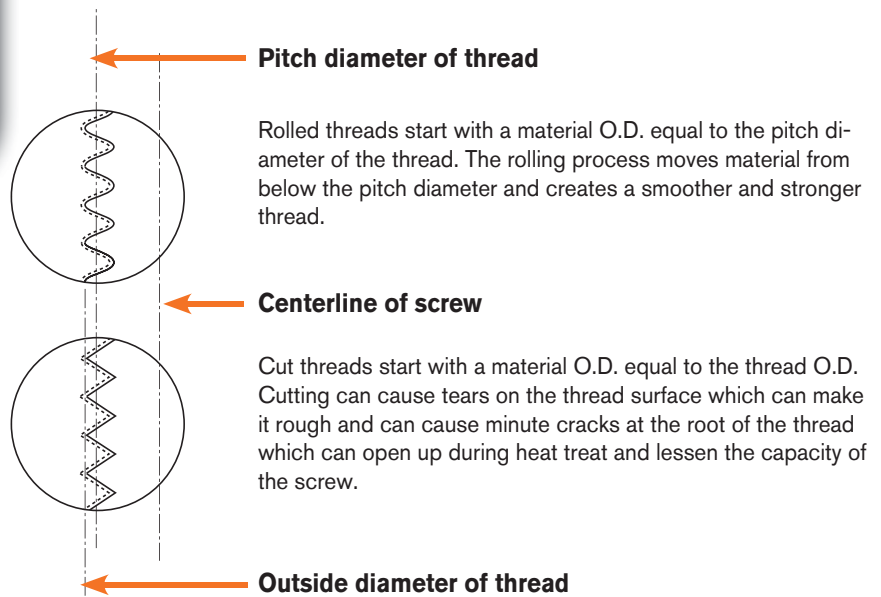 Pitch diameter of thread
Rolled threads start with a material O.D. equal to the pitch di-
ameter of the thread. The rolling process moves material from
below the pitch diameter and creates a smoother and stronger
thread.
Centerline of screw
Cut threads start with a material O.D. equal to the thread O.D.
Cutting can cause tears on the thread surface which can make
it rough and can cause minute cracks at the root of the thread
which can open up during heat treat and lessen the capacity of
the screw.
Outside diameter of thread